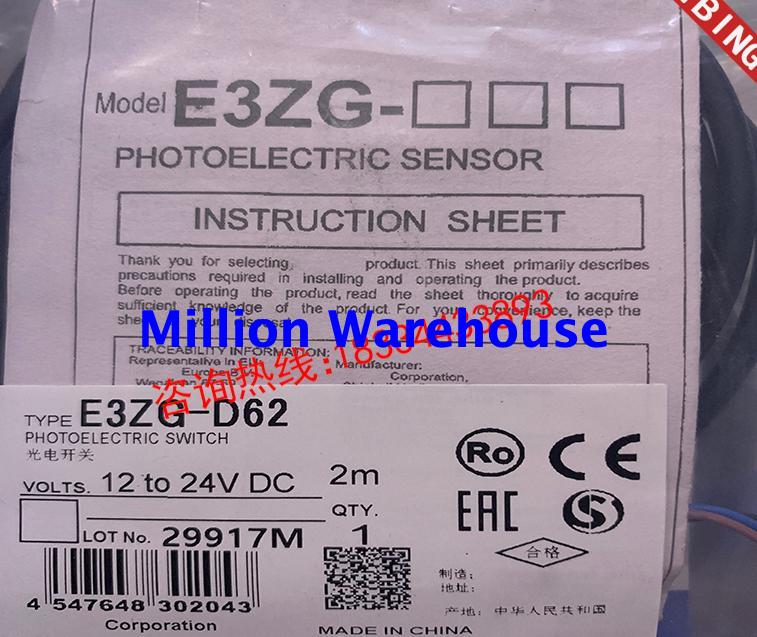 BING
Model E3ZG-□□□
PHOTOELECTRIC SENSOR
INSTRUCTION SHEET
Thank you for selecting product. This sheet primarily describes
precautions required in installing and operating the product.
Before operating the product, read the sheet thoroughly to acquire
sufficient knowledge of the product. For your convenience, keep the
Million Warehouse
咨询热线:
TRACEABILITY INFORMATION:
Representative in EU: Manufacturer:
Corporation,
TYPE E3ZG-D62
PHOTOELECTRIC SWITCH
光电开关
VOLTS. 12 to 24V DC 2m
QTY.
LOT No. 29917M 1
Ro CE
EAC S
合格
制造:
地址:
产地: 中华人民共和国
4 547648 302043
Corporation
MADE IN CHINA